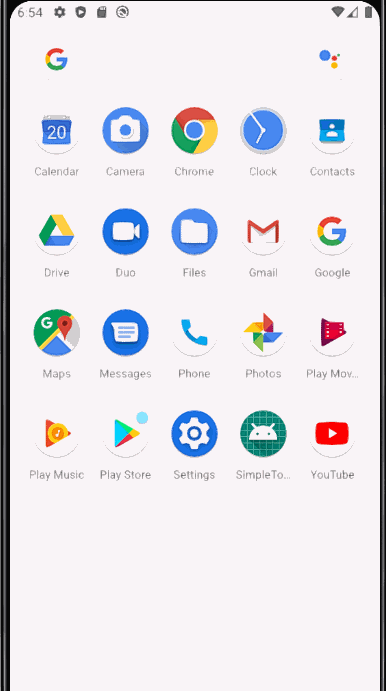 6:54
20
Calendar Camera Chrome Clock Contacts
Drive Duo Files Gmail Google
Maps Messages Phone Photos Play Mov...
Play Music Play Store Settings SimpleTo... YouTube